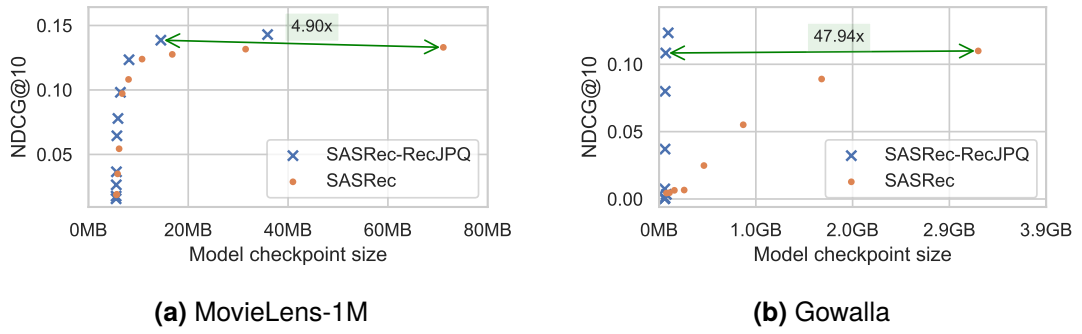 0.15
0.10
0.05
NDCG@10
4.90x
SASRec-RecJPQ
SASRec
0MB 20MB 40MB 60MB 80MB
Model checkpoint size
(a) MovieLens-1M
0.10
0.05
0.00
NDCG@10
47.94x
SASRec-RecJPQ
SASRec
0MB 1.0GB 2.0GB 2.9GB 3.9GB
Model checkpoint size
(b) Gowalla